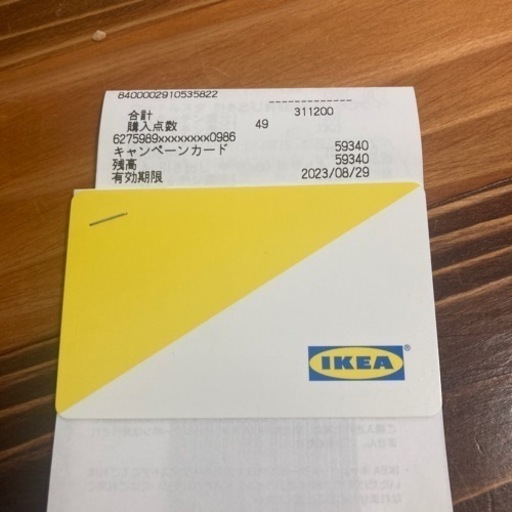 8400002910535822
合計 311200
購入点数 49
6275989xxxxxxxx0986
キャンペーンカード 59340
残高 59340
有効期限 2023/08/29
IKEA®